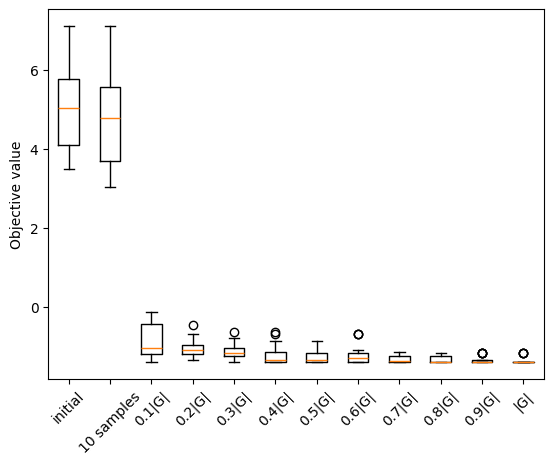 Objective value
6
4
2
0
initial
10 samples
0.1|G|
0.2|G|
0.3|G|
0.4|G|
0.5|G|
0.6|G|
0.7|G|
0.8|G|
0.9|G|
|G|